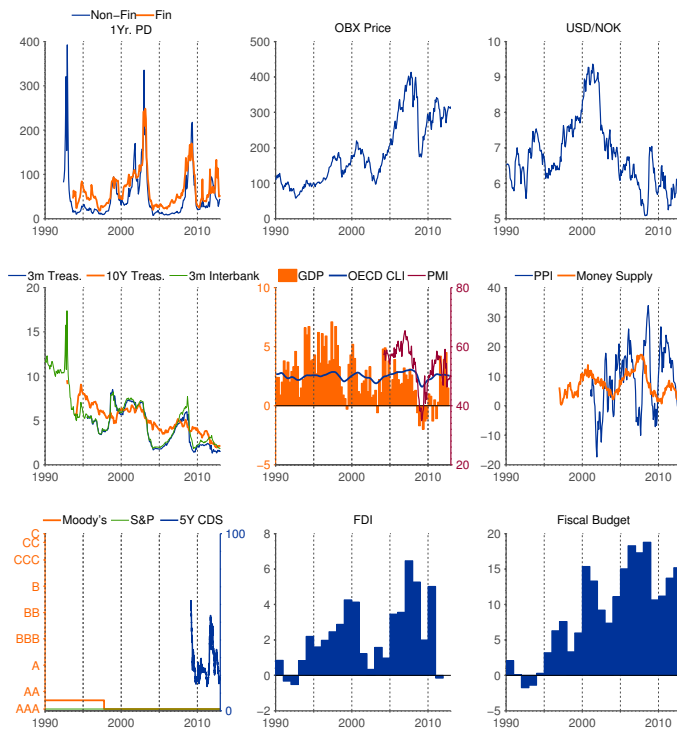 Non−Fin Fin
1Yr. PD
400
300
200
100
0
1990 2000 2010
OBX Price
500
400
300
200
100
0
1990 2000 2010
USD/NOK
10
9
8
7
6
5
1990 2000 2010
3m Treas. 10Y Treas. 3m Interbank
20
15
10
5
0
1990 2000 2010
GDP OECD CLI PMI
10
5
0
−5
80
60
40
20
1990 2000 2010
PPI Money Supply
40
30
20
10
0
−10
−20
1990 2000 2010
Moody's S&P 5Y CDS
C
CC
CCC
B
BB
BBB
A
AA
AAA
100
0
1990 2000 2010
FDI
8
6
4
2
0
−2
1990 2000 2010
Fiscal Budget
20
15
10
5
0
−5
1990 2000 2010